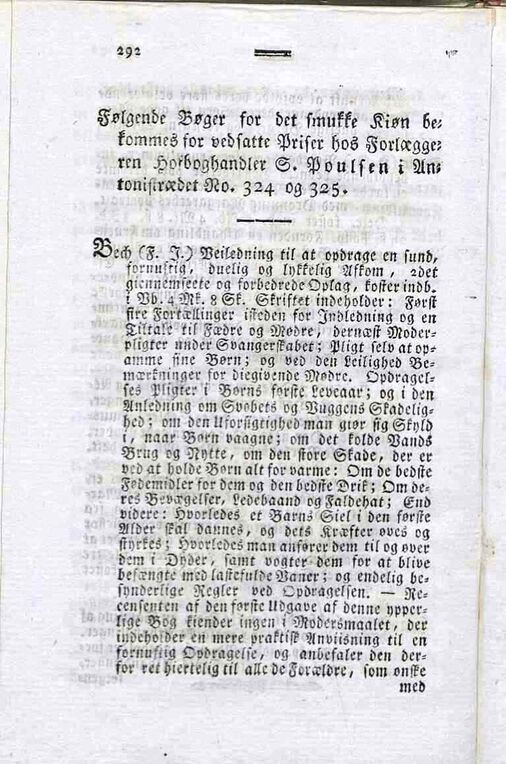 292
Følgende Bøger for det smukke Kiøn be-
kommes for vedsatte Priser hos Forlægge-
ren Hofboghandler S. Poulsen i An-
tonistrædet No. 324 og 325.
Bech (F. J.) Veiledning til at opdrage en sund,
fornuftig, duelig og lykkelig Afkom, 2det
giennemseete og forbedrede Oplag, koster indb.
i Bb. 4 Mk. 8 Sk. Skriftet indeholder: Først
fire Fortællinger isteden for Indledning og en
Tiltale til Fædre og Mødre, dernæst Moder-
pligter under Svangerskabet; Pligt selv at op-
amme sine Børn; og ved den Leilighed Be-
mærkninger for diegivende Mødre. Opdragel-
ses Pligter i Børns første Leveaar; og i den
Anledning om Svøbets og Vuggens Skadelig-
hed; om den Uforsigtighed man giør sig Skyld
i, naar Børn vaagne; om det kolde Vands
Brug og Nytte, om den store Skade, der er
ved at holde Børn alt for varme: Om de bedste
Fødemidler for dem og den bedste Drik; Om de-
res Bevægelser, Ledebaand og Faldehat; End
videre: Hvorledes et Barns Siel i den første
Alder skal dannes, og dets Kræfter øves og
styrkes; Hvorledes man anfører dem til og øver
dem i Dyder, samt vogter dem for at blive
befængte med lastefulde Vaner; og endelig be-
synderlige Regler ved Opdragelsen. — Re-
censenten af den første Udgave af denne ypper-
lige Bog kiender ingen i Modersmaalet, der
indeholder en mere praktisk Anviisning til en
fornuftig Opdragelse, og anbefaler den der-
for ret hiertelig til alle de Forældre, som ønske
med